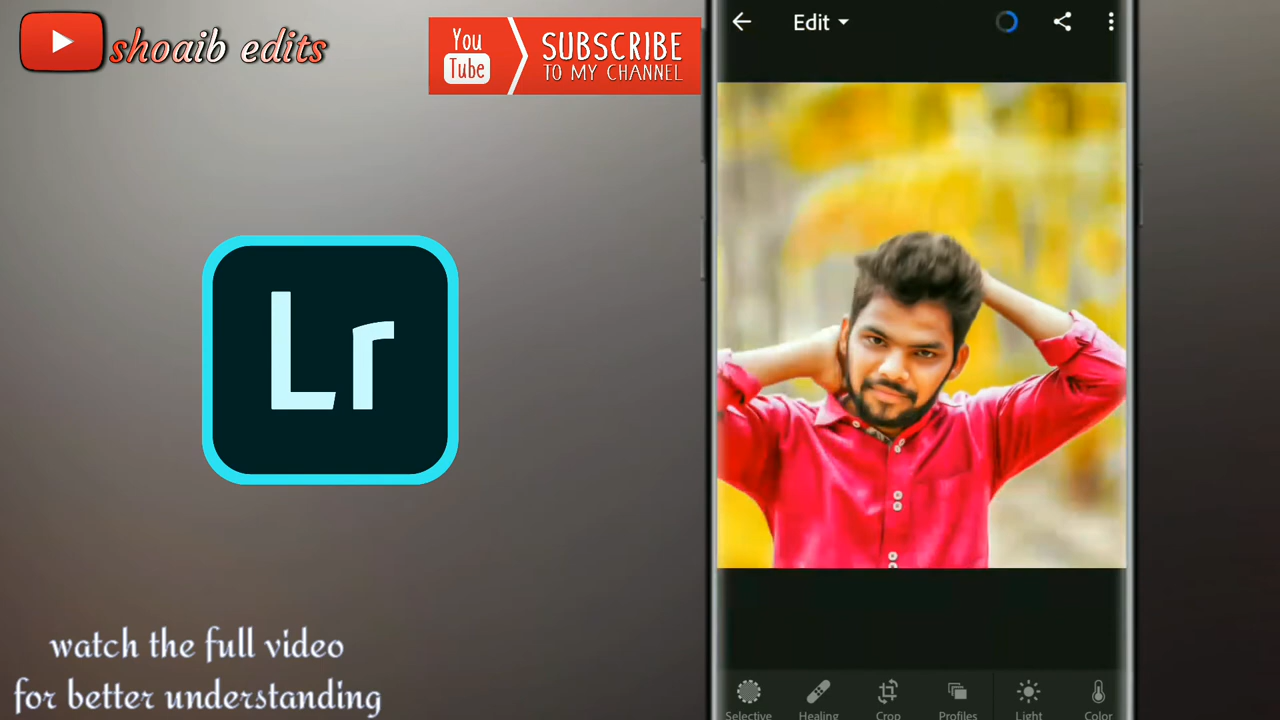 shoaib edits
You
Tube
SUBSCRIBE
TO MY CHANNEL
Edit
Lr
watch the full video
for better understanding
Selective
Healing
Crop
Profiles
Light
Color